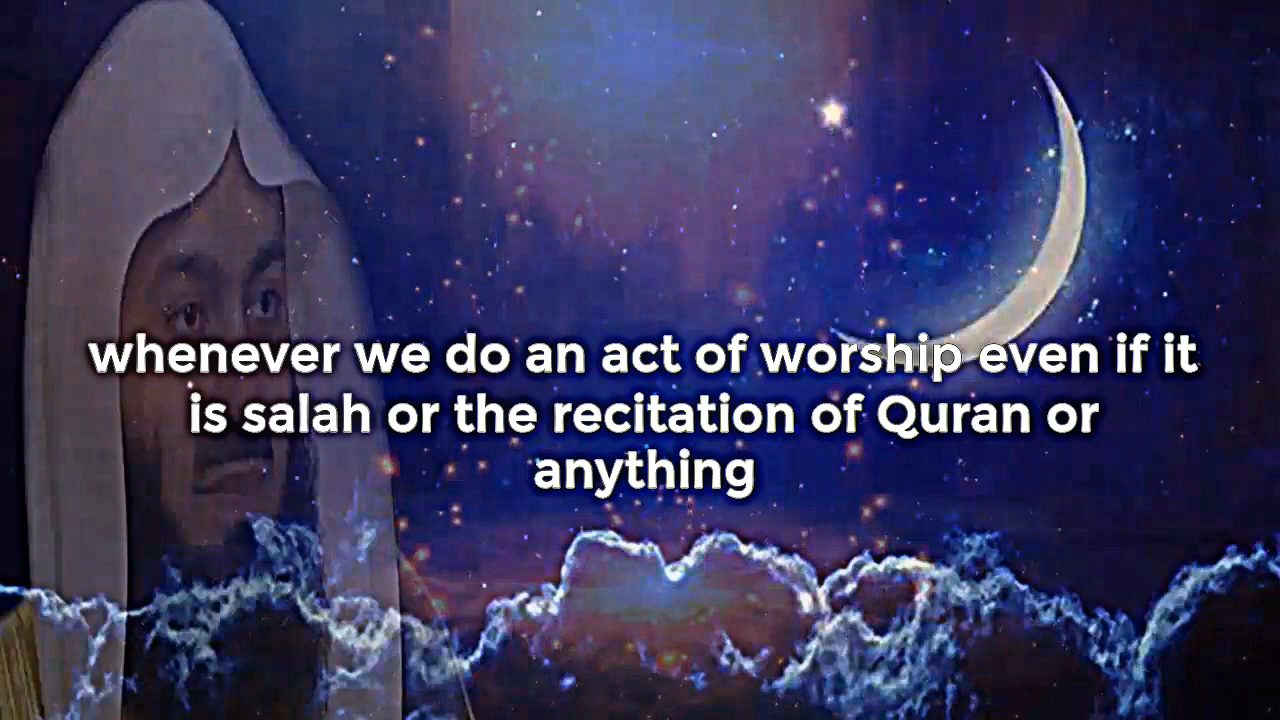 whenever we do an act of worship even if it
is salah or the recitation of Quran or
anything